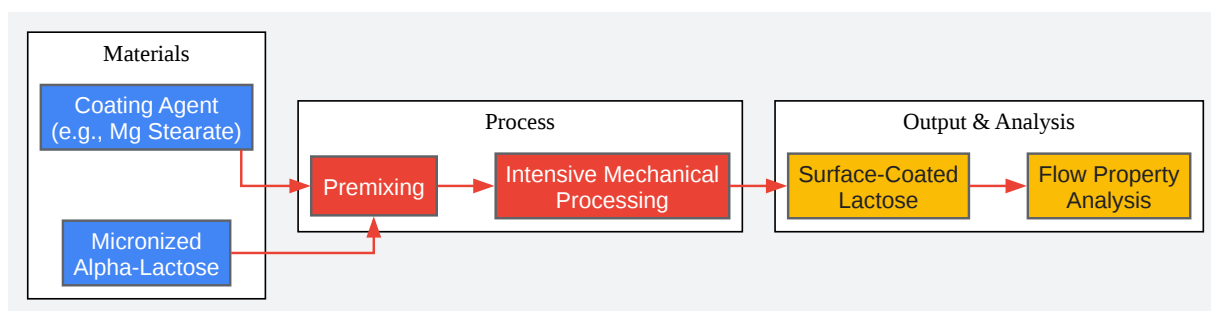 Materials
Coating Agent
(e.g., Mg Stearate)
Micronized
Alpha-Lactose
Process
Premixing
Intensive Mechanical
Processing
Output & Analysis
Surface-Coated
Lactose
Flow Property
Analysis